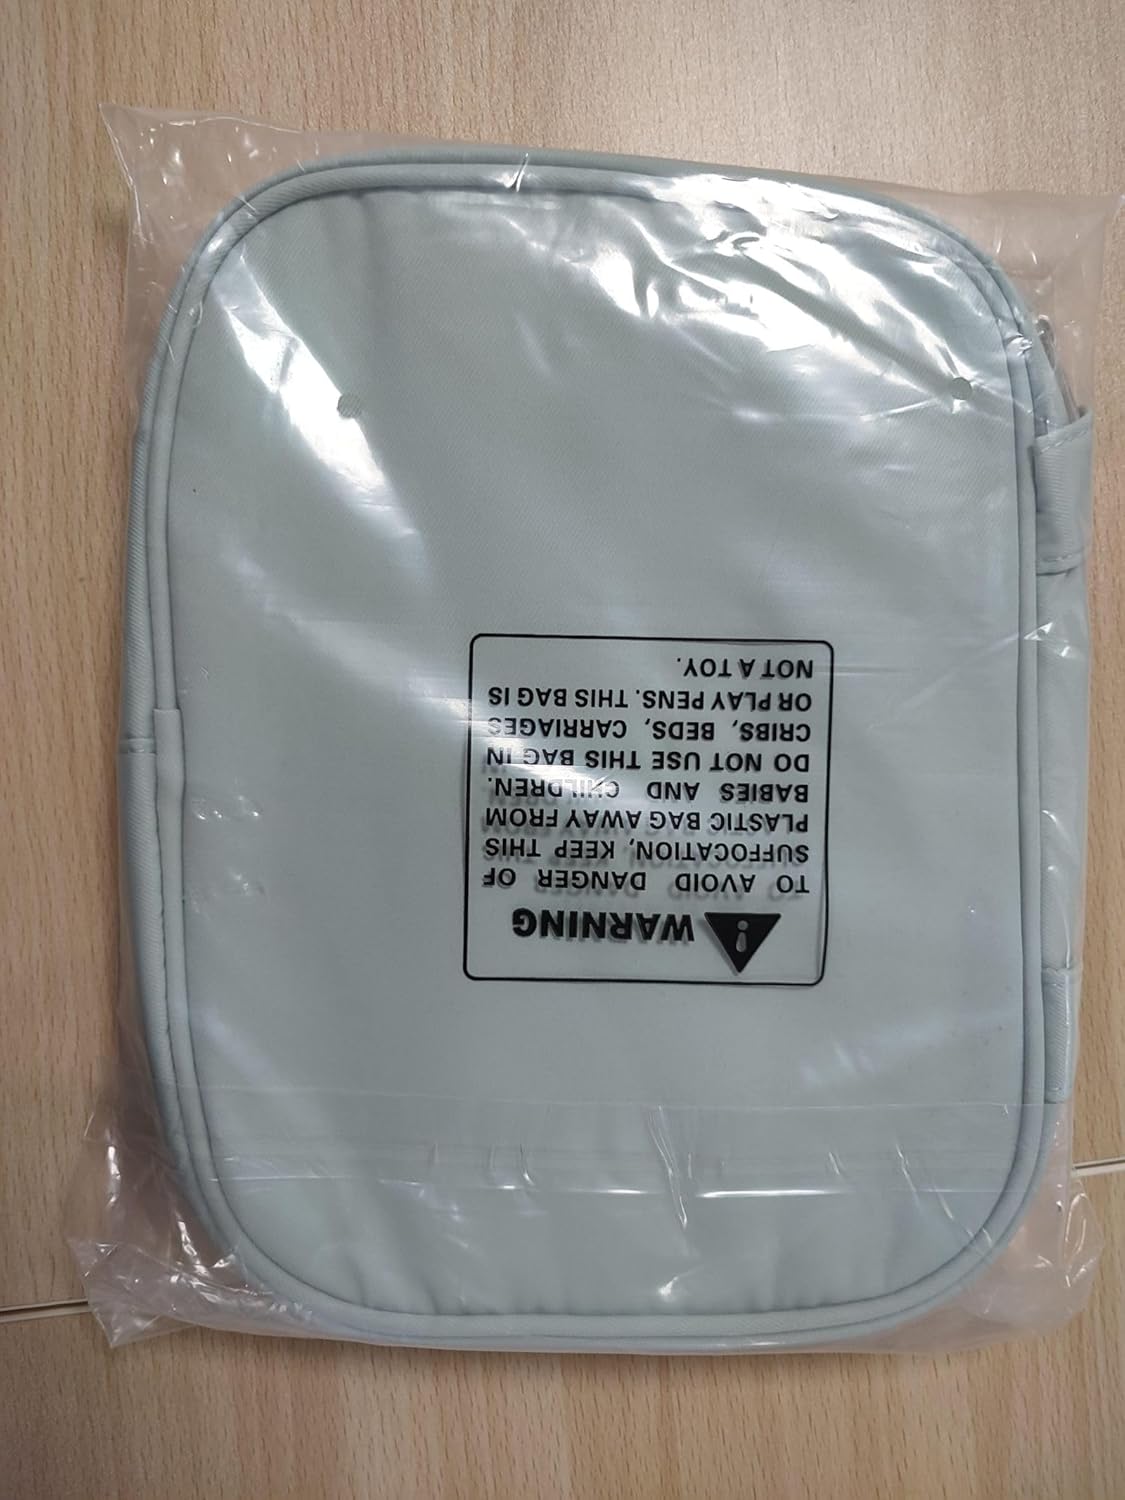 WARNING
TO AVOID DANGER OF
SUFFOCATION, KEEP THIS
PLASTIC BAG AWAY FROM
BABIES AND CHILDREN.
DO NOT USE THIS BAG IN
CRIBS, BEDS, CARRIAGES
OR PLAY PENS. THIS BAG IS
NOT A TOY.